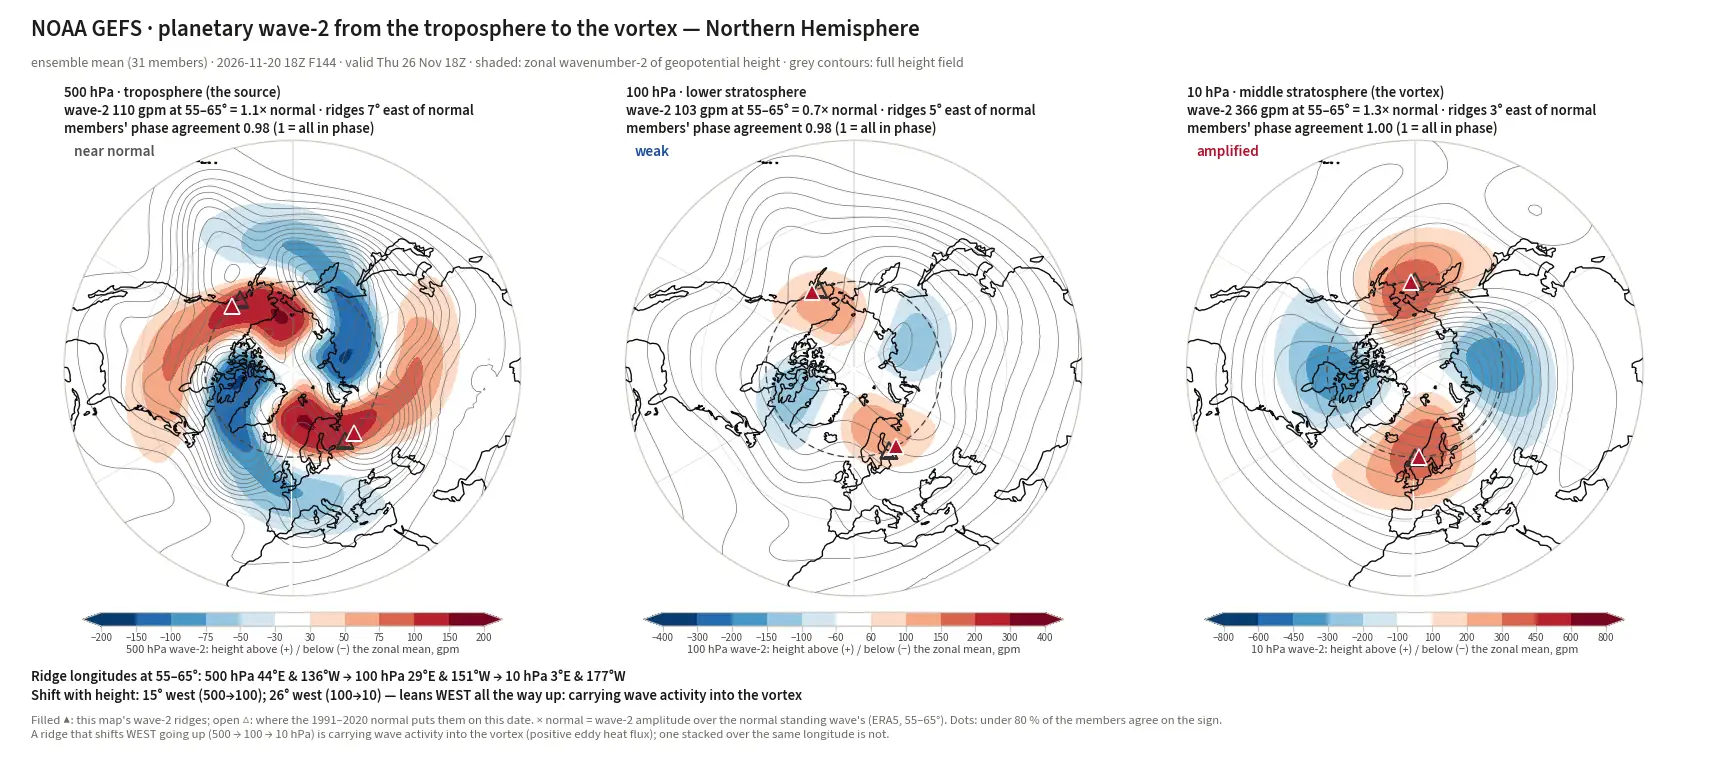 NOAA GEFS · planetary wave-2 from the troposphere to the vortex — Northern Hemisphere
ensemble mean (31 members) · 2026-11-20 18Z F144 · valid Thu 26 Nov 18Z · shaded: zonal wavenumber-2 of geopotential height · grey contours: full height field
500 hPa · troposphere (the source)
wave-2 110 gpm at 55–65° = 1.1× normal · ridges 7° east of normal
members' phase agreement 0.98 (1 = all in phase)
near normal
100 hPa · lower stratosphere
wave-2 103 gpm at 55–65° = 0.7× normal · ridges 5° east of normal
members' phase agreement 0.98 (1 = all in phase)
weak
10 hPa · middle stratosphere (the vortex)
wave-2 366 gpm at 55–65° = 1.3× normal · ridges 3° east of normal
members' phase agreement 1.00 (1 = all in phase)
amplified
−200 −150 −100 −75 −50 −30 30 50 75 100 150 200
500 hPa wave-2: height above (+) / below (−) the zonal mean, gpm
−400 −300 −200 −150 −100 −60 60 100 150 200 300 400
100 hPa wave-2: height above (+) / below (−) the zonal mean, gpm
−800 −600 −450 −300 −200 −100 100 200 300 450 600 800
10 hPa wave-2: height above (+) / below (−) the zonal mean, gpm
Ridge longitudes at 55–65°: 500 hPa 44°E & 136°W → 100 hPa 29°E & 151°W → 10 hPa 3°E & 177°W
Shift with height: 15° west (500→100); 26° west (100→10) — leans WEST all the way up: carrying wave activity into the vortex
Filled ▲: this map's wave-2 ridges; open △: where the 1991–2020 normal puts them on this date. × normal = wave-2 amplitude over the normal standing wave's (ERA5, 55–65°). Dots: under 80 % of the members agree on the sign.
A ridge that shifts WEST going up (500 → 100 → 10 hPa) is carrying wave activity into the vortex (positive eddy heat flux); one stacked over the same longitude is not.